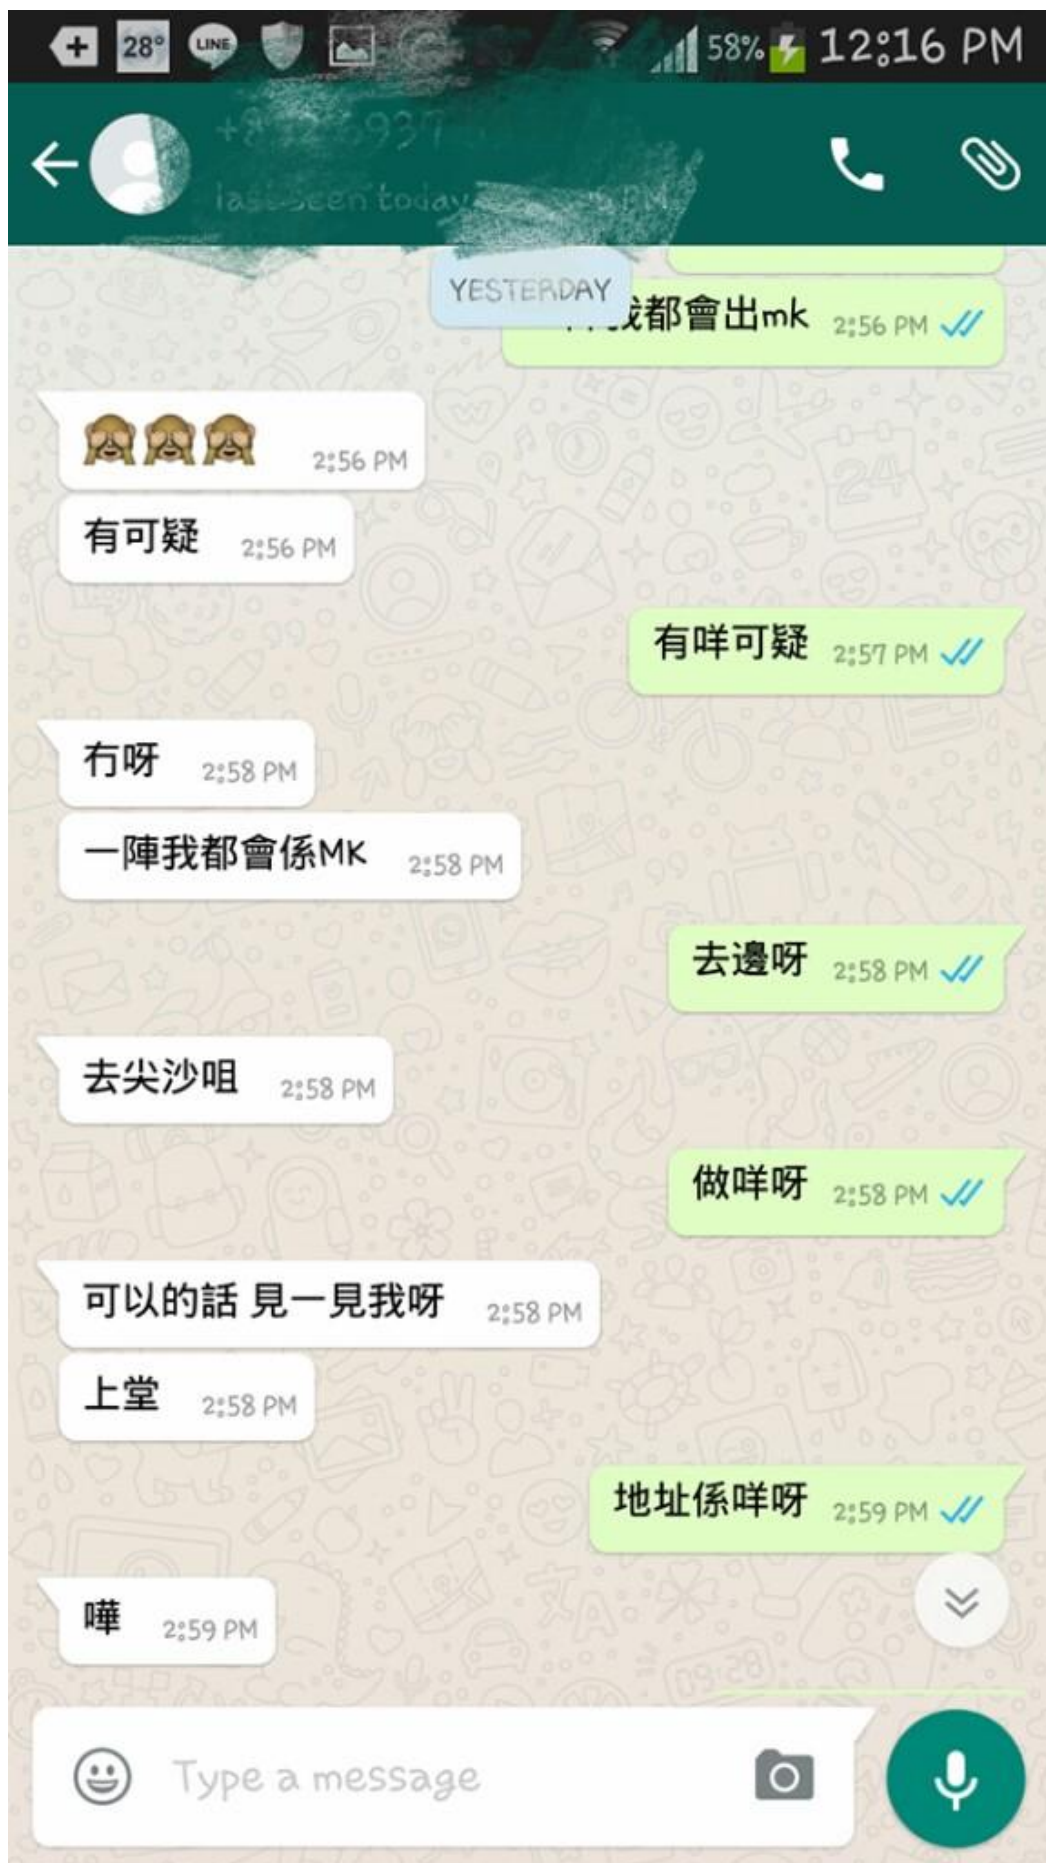 28°
LINE
58%
12:16 PM
last seen today
YESTERDAY
我都會出mk 2:56 PM
2:56 PM
有可疑 2:56 PM
有咩可疑 2:57 PM
冇呀 2:58 PM
一陣我都會係MK 2:58 PM
去邊呀 2:58 PM
去尖沙咀 2:58 PM
做咩呀 2:58 PM
可以的話 見一見我呀 2:58 PM
上堂 2:58 PM
地址係咩呀 2:59 PM
嘩 2:59 PM
Type a message